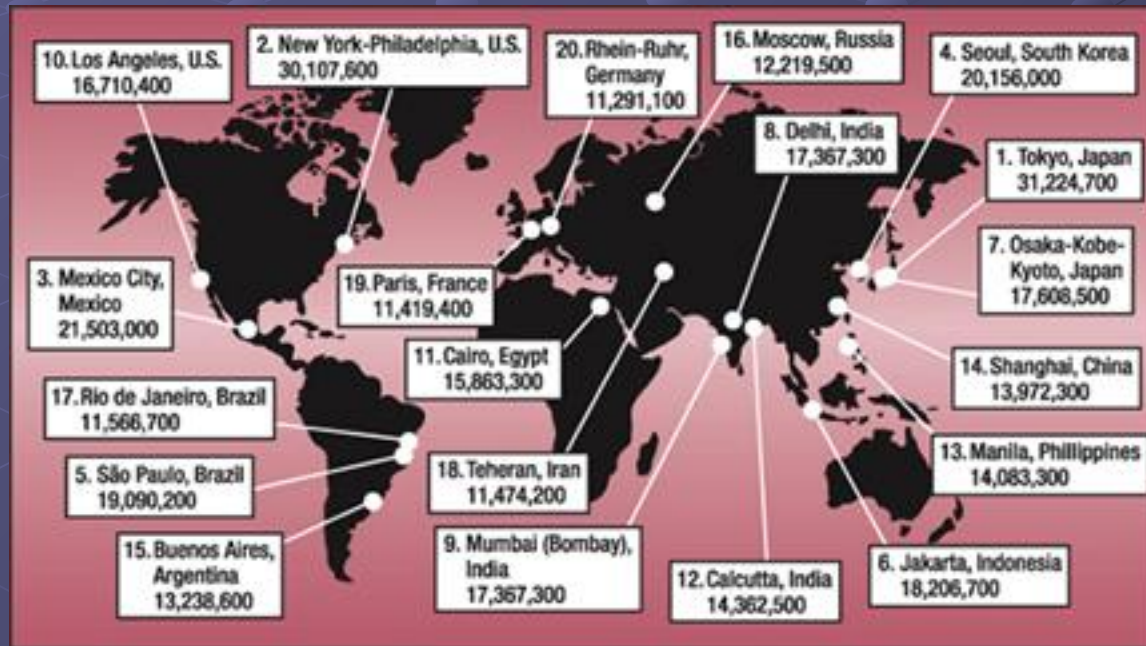 10. Los Angeles, U.S.
16,710,400
2. New York-Philadelphia, U.S.
30,107,600
20. Rhein-Ruhr,
Germany
11,291,100
16. Moscow, Russia
12,219,500
4. Seoul, South Korea
20,156,000
8. Delhi, India
17,367,300
1. Tokyo, Japan
31,224,700
7. Osaka-Kobe-
Kyoto, Japan
17,608,500
3. Mexico City,
Mexico
21,503,000
19. Paris, France
11,419,400
11. Cairo, Egypt
15,863,300
14. Shanghai, China
13,972,300
17. Rio de Janeiro, Brazil
11,566,700
13. Manila, Phillippines
14,083,300
5. São Paulo, Brazil
19,090,200
18. Teheran, Iran
11,474,200
15. Buenos Aires,
Argentina
13,238,600
9. Mumbai (Bombay),
India
17,367,300
12. Calcutta, India
14,362,500
6. Jakarta, Indonesia
18,206,700